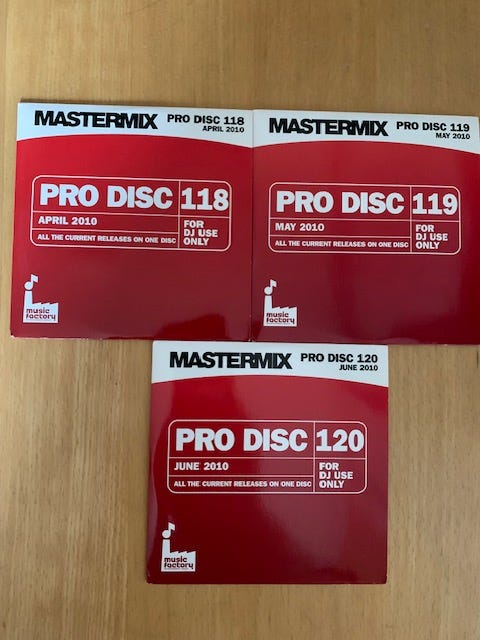 MASTERMIX PRO DISC 118
APRIL 2010
PRO DISC 118
APRIL 2010
ALL THE CURRENT RELEASES ON ONE DISC
FOR
DJ USE
ONLY
music
factory
MASTERMIX PRO DISC 119
MAY 2010
PRO DISC 119
MAY 2010
ALL THE CURRENT RELEASES ON ONE DISC
FOR
DJ USE
ONLY
music
factory
MASTERMIX PRO DISC 120
JUNE 2010
PRO DISC 120
JUNE 2010
ALL THE CURRENT RELEASES ON ONE DISC
FOR
DJ USE
ONLY
music
factory